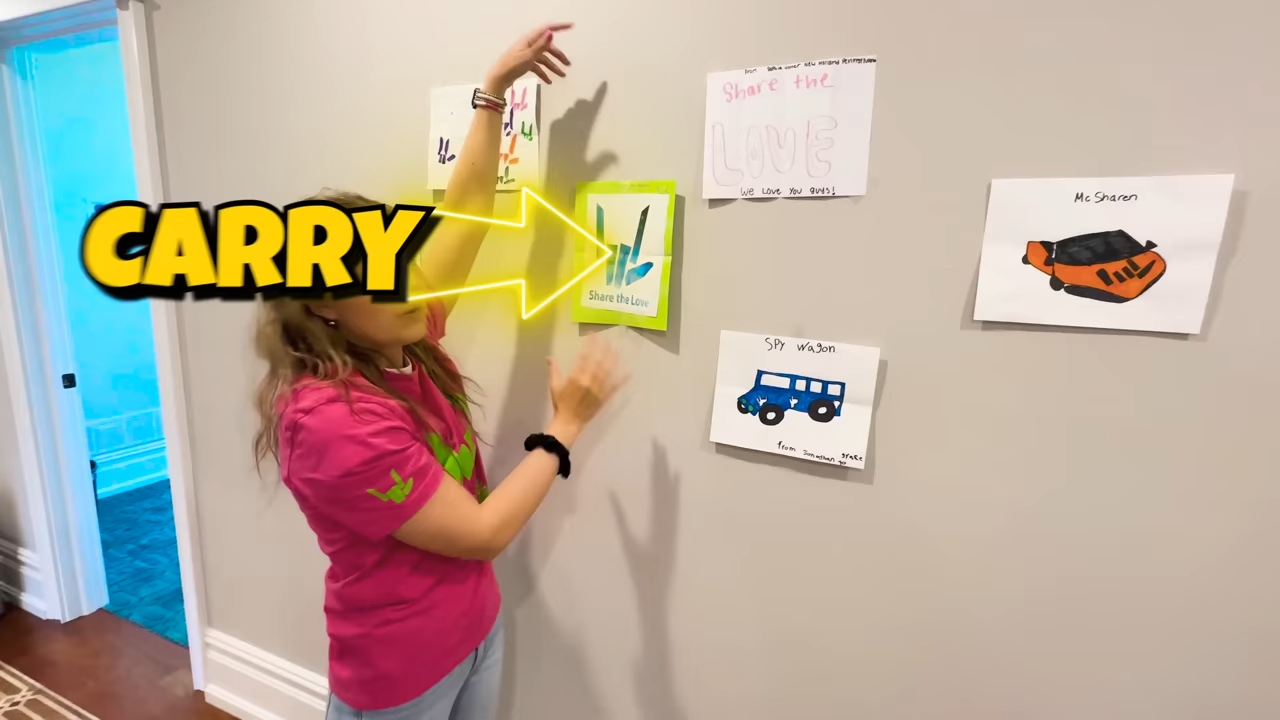 CARRY
Share the Love
Share the
LOVE
We Love You guys!
Spy Wagon
from Jonathan
McSharen